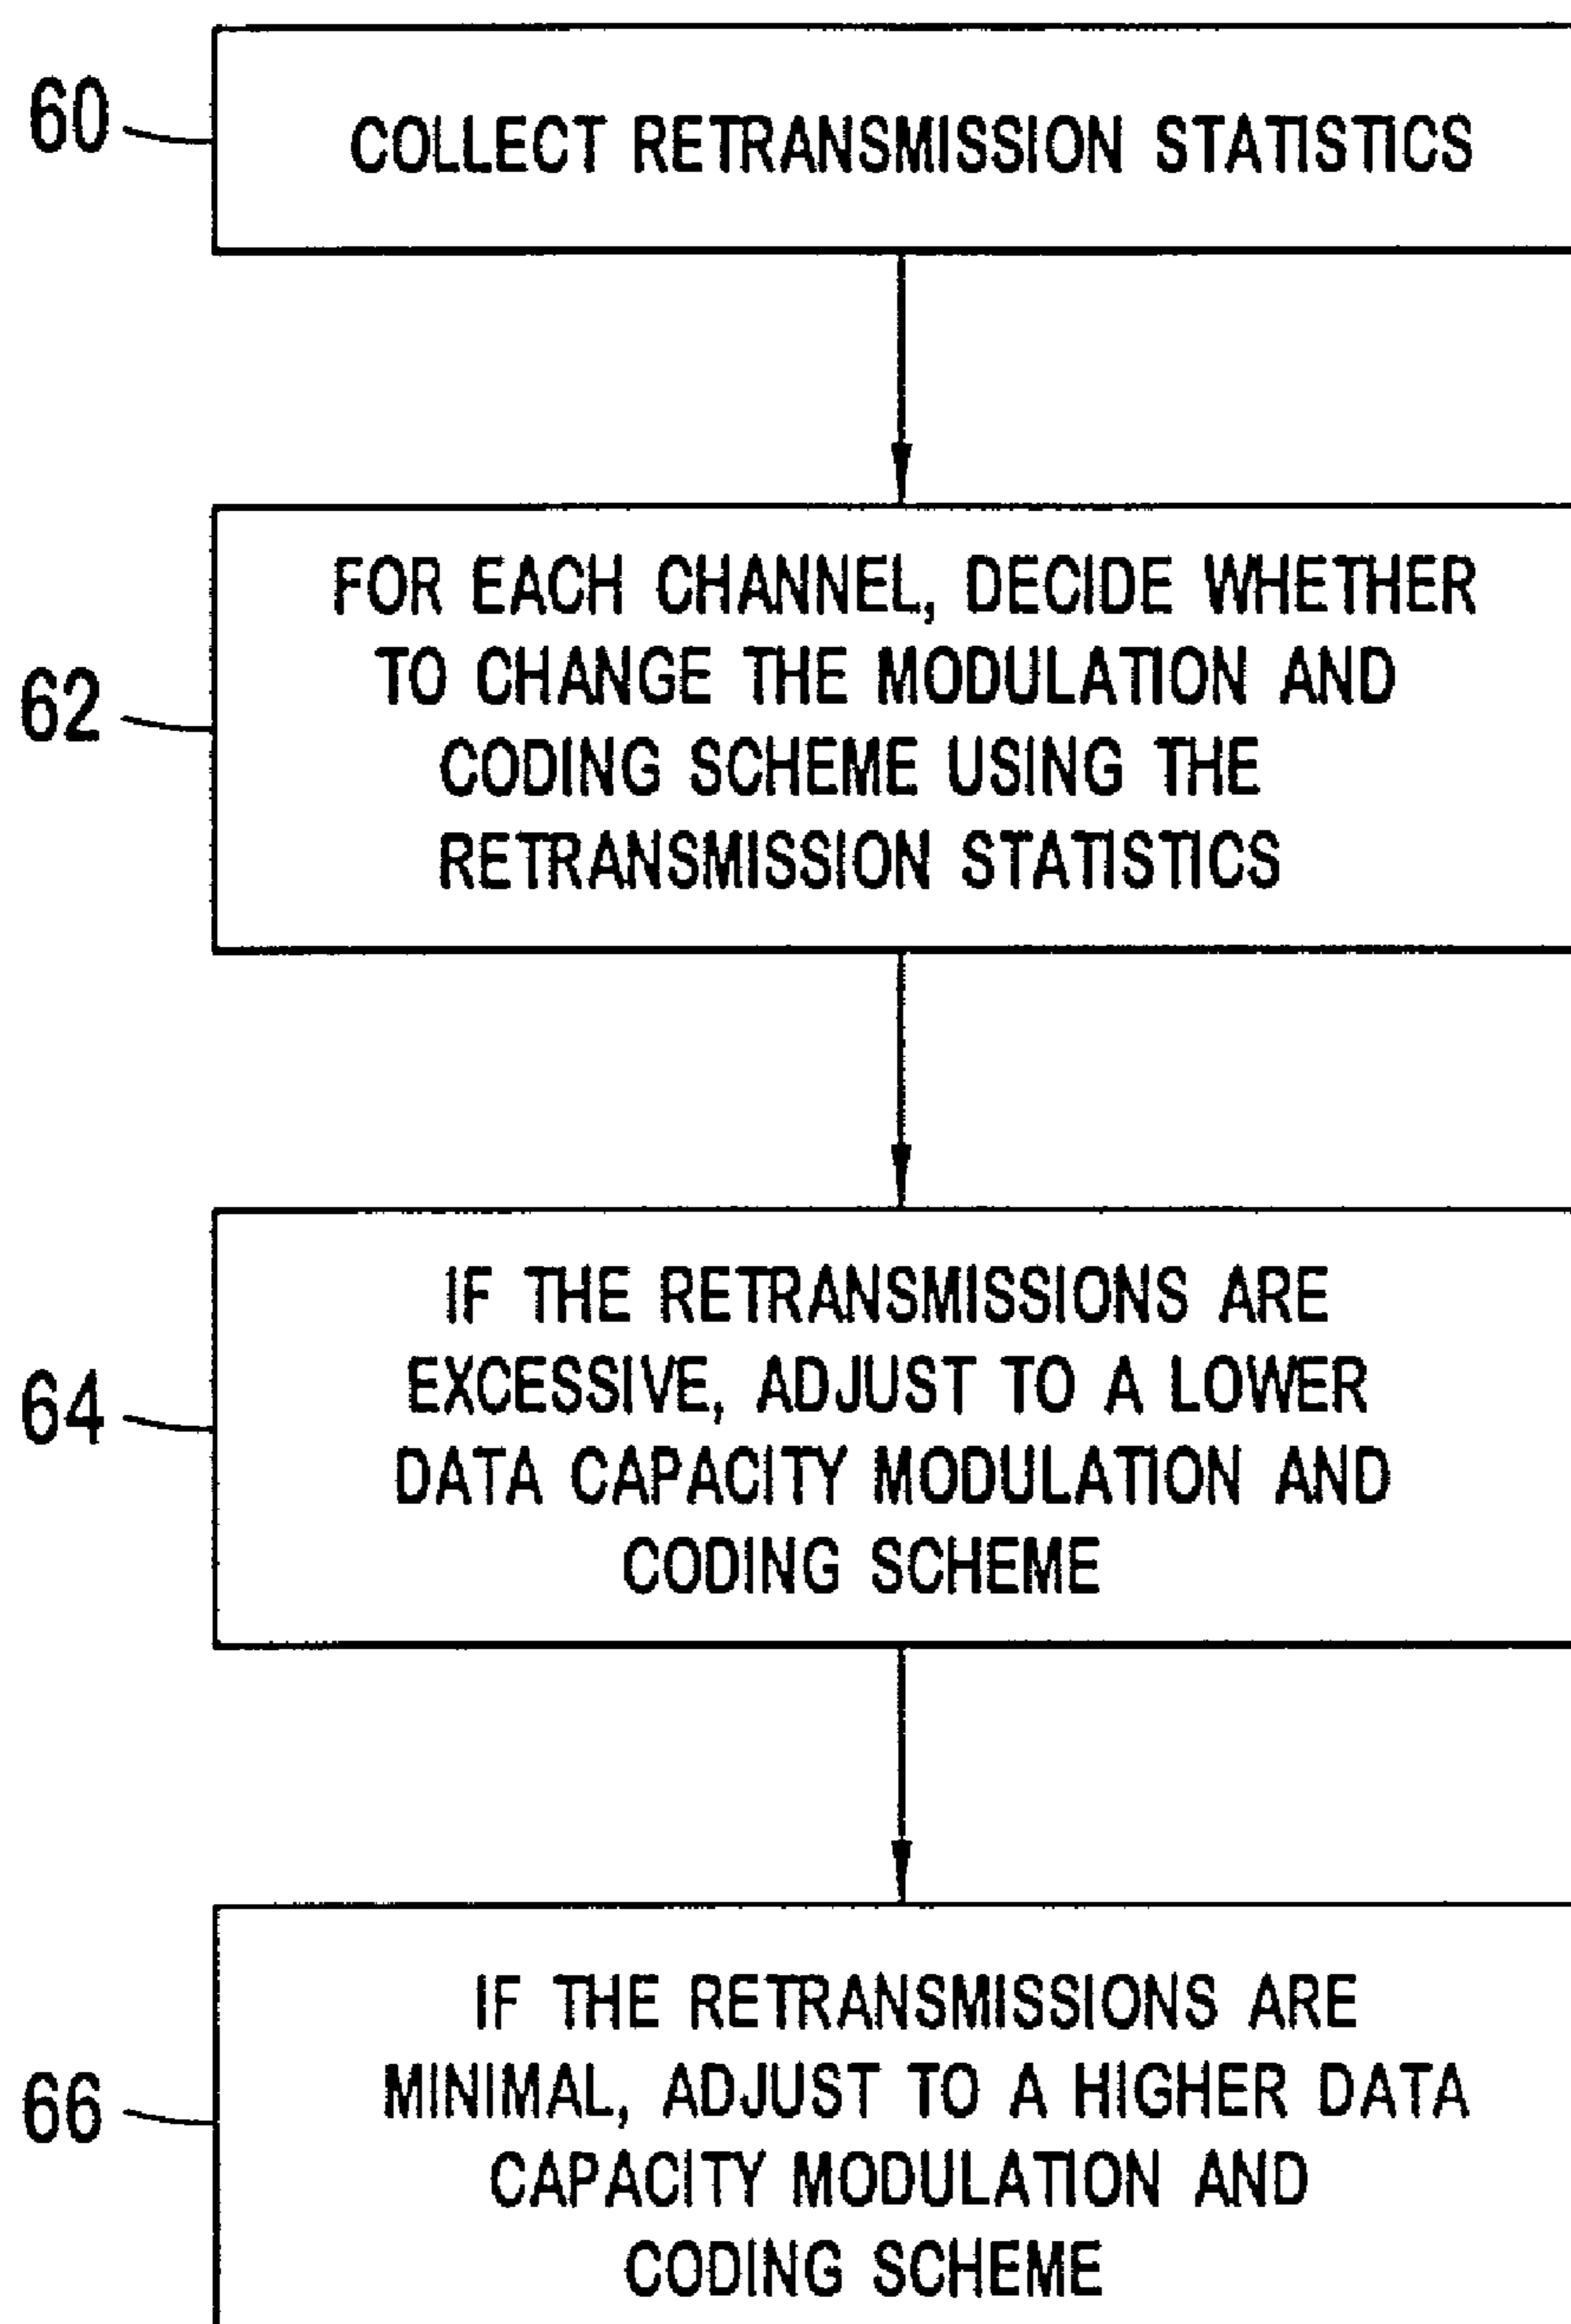 60
COLLECT RETRANSMISSION STATISTICS
62
FOR EACH CHANNEL, DECIDE WHETHER
TO CHANGE THE MODULATION AND
CODING SCHEME USING THE
RETRANSMISSION STATISTICS
64
IF THE RETRANSMISSIONS ARE
EXCESSIVE, ADJUST TO A LOWER
DATA CAPACITY MODULATION AND
CODING SCHEME
66
IF THE RETRANSMISSIONS ARE
MINIMAL, ADJUST TO A HIGHER DATA
CAPACITY MODULATION AND
CODING SCHEME